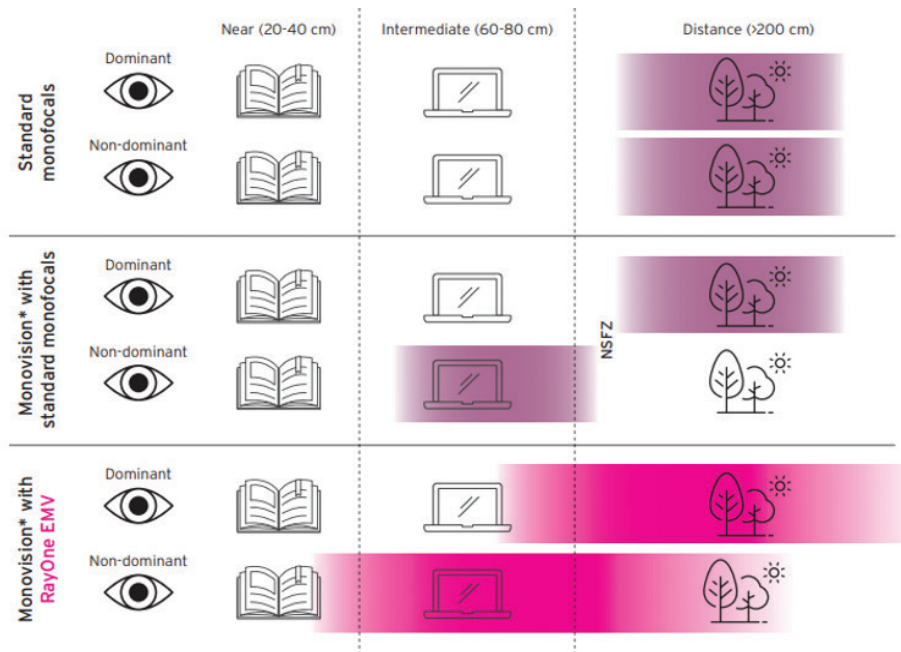 Near (20-40 cm)
Intermediate (60-80 cm)
Distance (>200 cm)
Standard
monofocals
Dominant
Non-dominant
Monovision* with
standard monofocals
Dominant
Non-dominant
NSFZ
Monovision* with
RayOne EMV
Dominant
Non-dominant